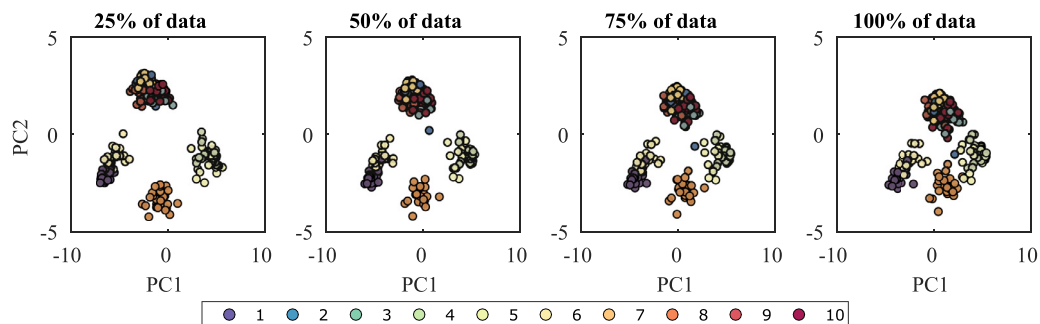 25% of data 50% of data 75% of data 100% of data
5 5 5 5
PC2 0 0 0 0
-5 -5 -5 -5
-10 0 10 -10 0 10 -10 0 10 -10 0 10
PC1 PC1 PC1 PC1
1 2 3 4 5 6 7 8 9 10